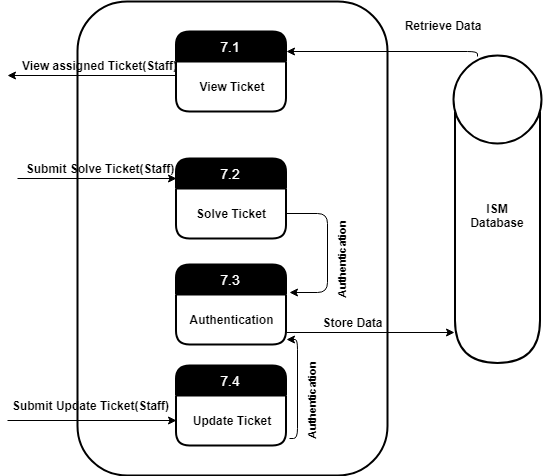 Retrieve Data
7.1
View assigned Ticket(Staff)
View Ticket
Submit Solve Ticket(Staff)
7.2
Solve Ticket
ISM
Database
Authentication
7.3
Authentication
Store Data
7.4
Authentication
Submit Update Ticket(Staff)
Update Ticket